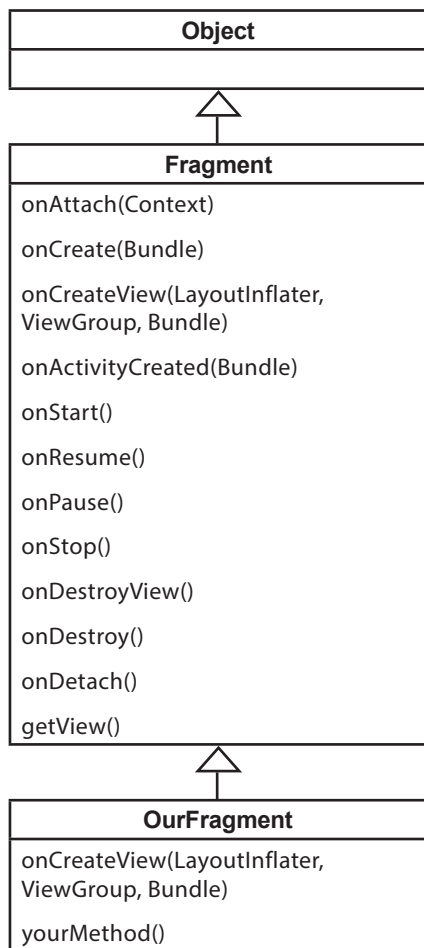 Object
Fragment
onAttach(Context)
onCreate(Bundle)
onCreateView(LayoutInflater,
ViewGroup, Bundle)
onActivityCreated(Bundle)
onStart()
onResume()
onPause()
onStop()
onDestroyView()
onDestroy()
onDetach()
getView()
OurFragment
onCreateView(LayoutInflater,
ViewGroup, Bundle)
yourMethod()